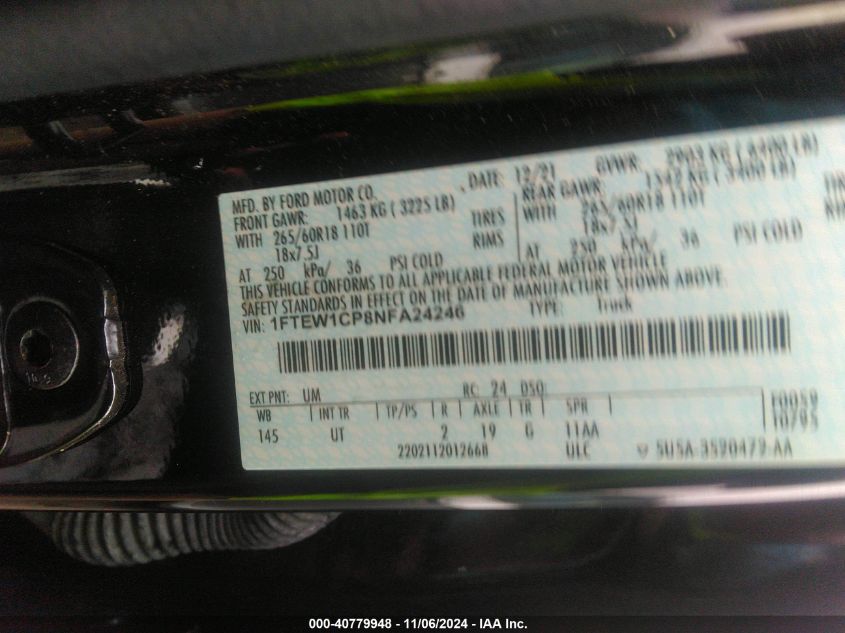 MFD. BY FORD MOTOR CO. DATE 12/21 GVWR: 2903 KG ( 6400 LB)
FRONT GAWR: 1463 KG ( 3225 LB) REAR GAWR: 1542 KG ( 3400 LB)
WITH 265/60R18 110T TIRES WITH 265/60R18 110T
18x7.5J RIMS 18x7.5J
AT 250 kPa/ 36 PSI COLD AT 250 kPa/ 36 PSI COLD
THIS VEHICLE CONFORMS TO ALL APPLICABLE FEDERAL MOTOR VEHICLE
SAFETY STANDARDS IN EFFECT ON THE DATE OF MANUFACTURE SHOWN ABOVE.
VIN: 1FTEW1CP8NFA24246 TYPE: Truck
EXT PNT: UM RC: 24 DSO: F0059
WB INT TR TP/PS R AXLE TR SPR 10795
145 UT 2 19 G 11AA
2202112012668 ULC 5U5A-3520472-AA
000-40779948 - 11/06/2024 - IAA Inc.